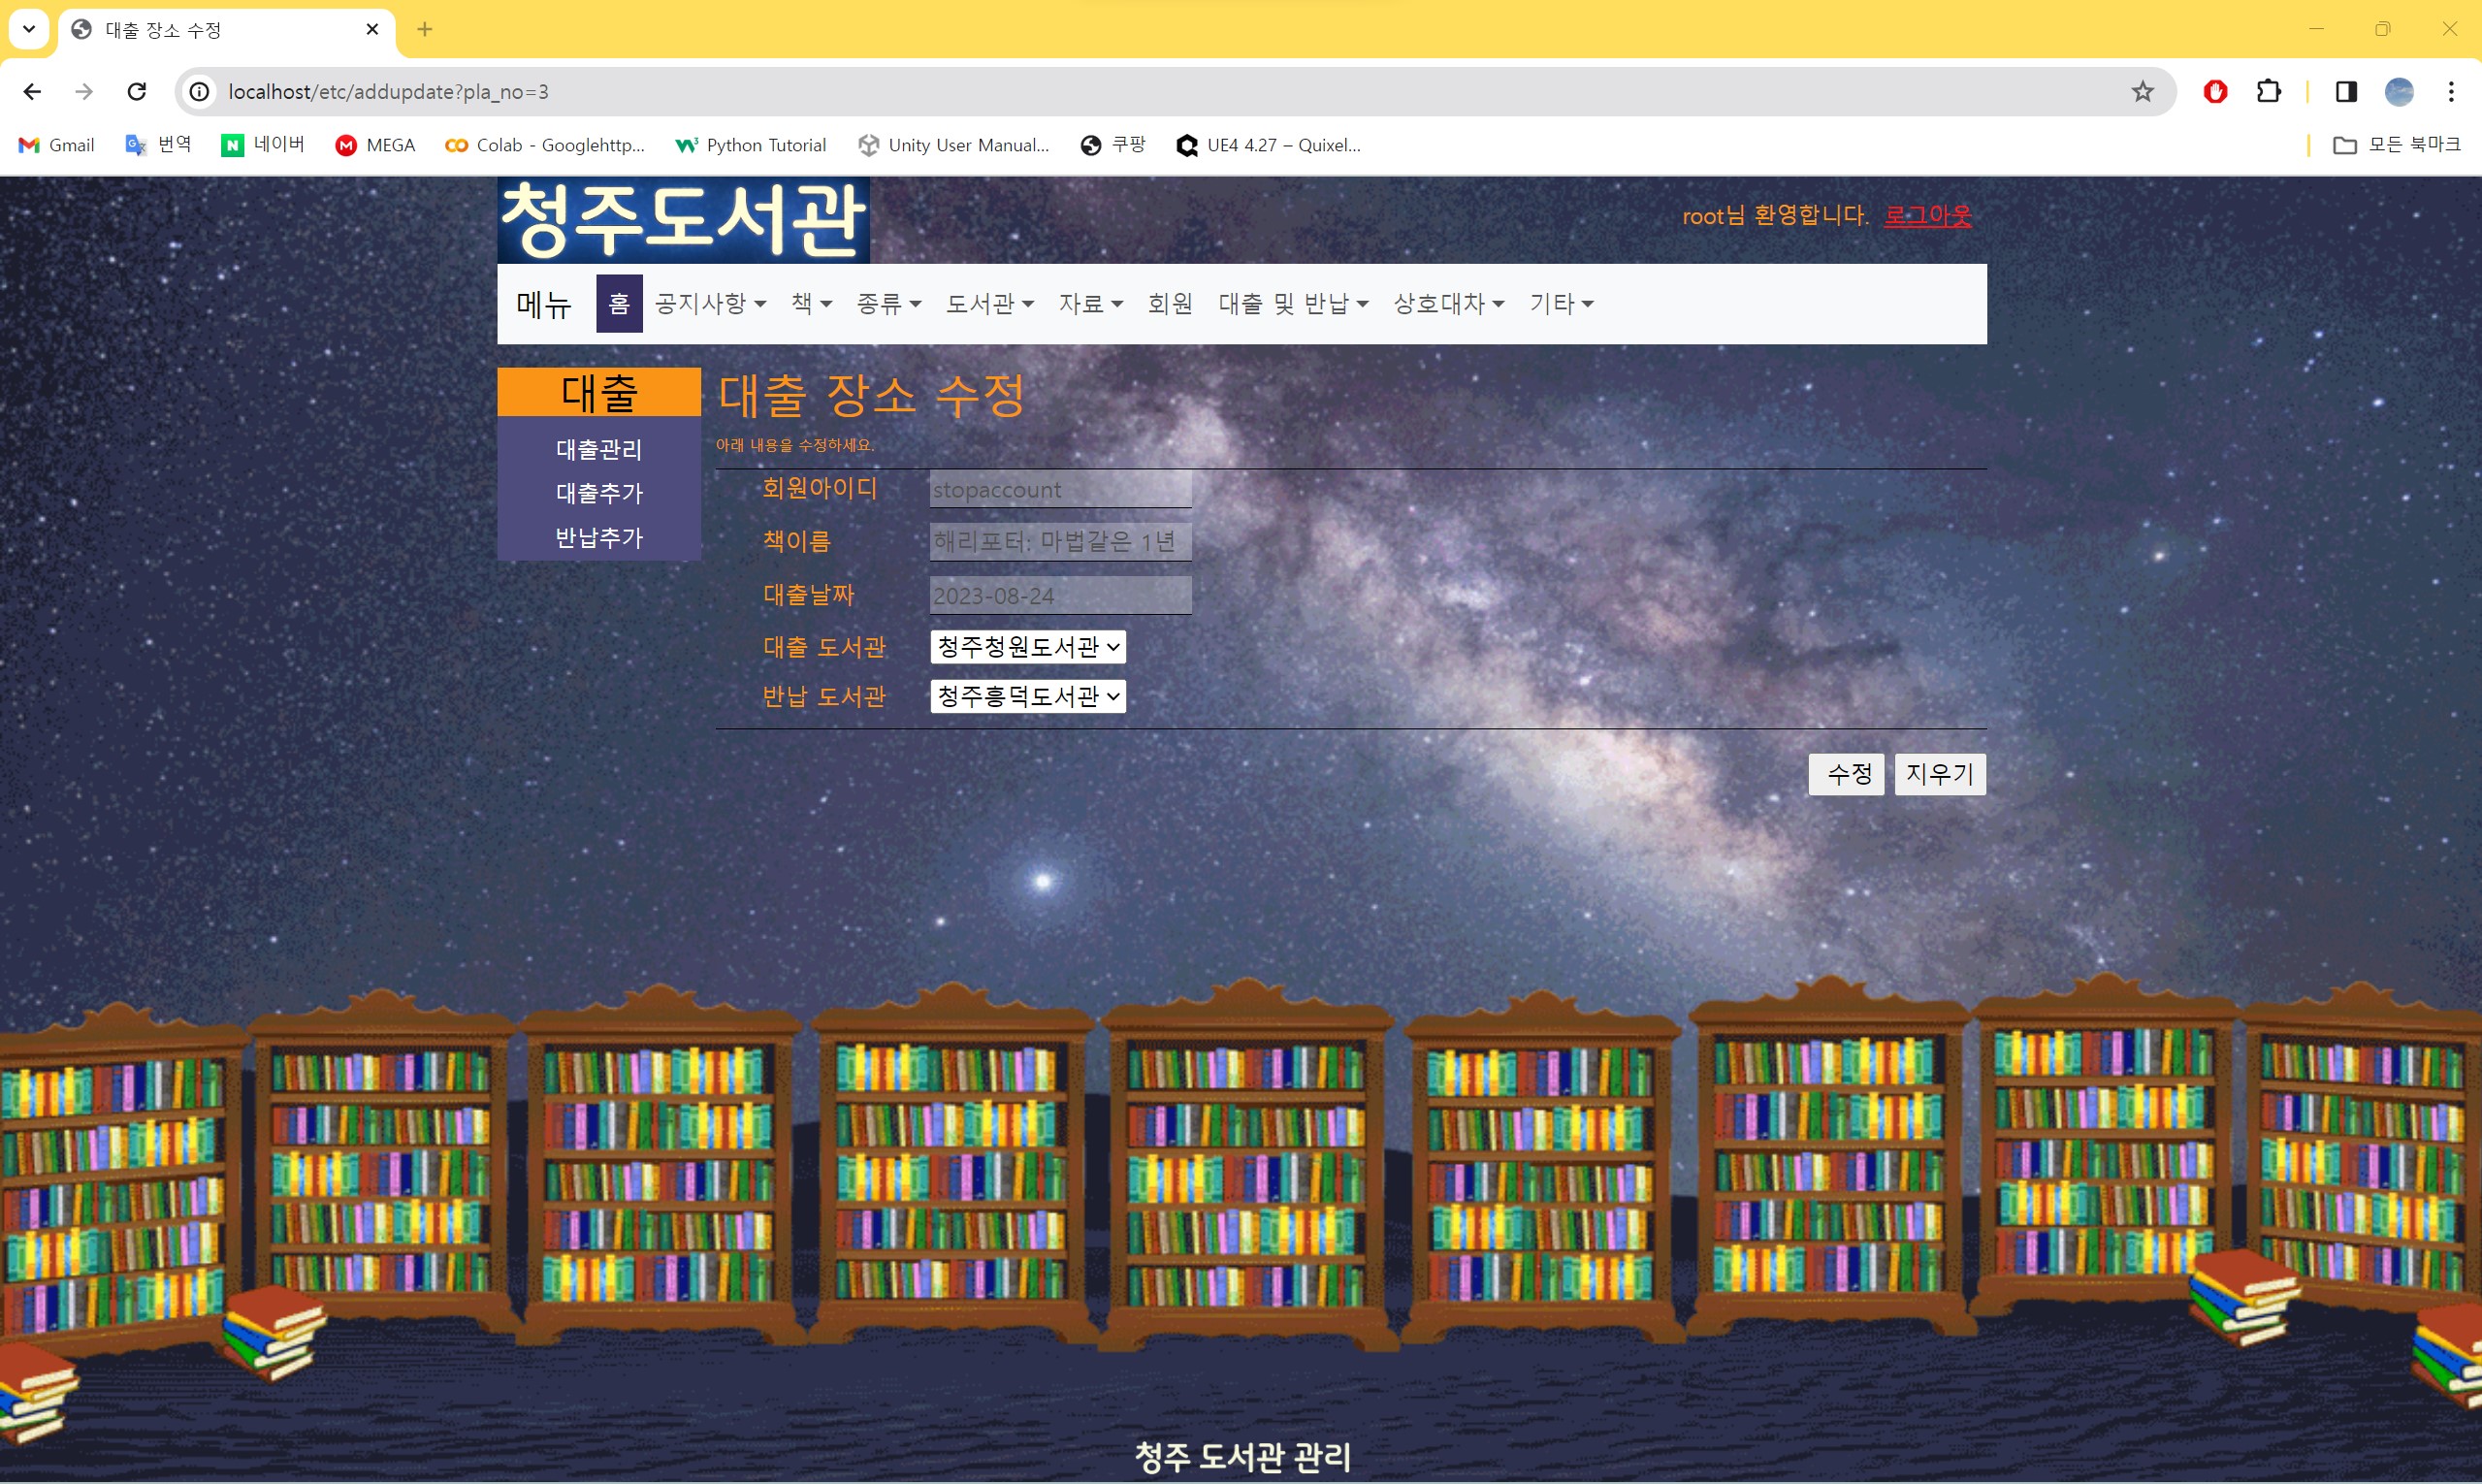 대출 장소 수정
localhost/etc/addupdate?pla_no=3
Gmail 번역 네이버 MEGA Colab - Googlehttp... Python Tutorial Unity User Manual... 쿠팡 UE4 4.27 – Quixel... 모든 북마크
청주도서관
root님 환영합니다. 로그아웃
메뉴 홈 공지사항 책 종류 도서관 자료 회원 대출 및 반납 상호대차 기타
대출
대출관리
대출추가
반납추가
대출 장소 수정
아래 내용을 수정하세요.
회원아이디 stopaccount
책이름 해리포터: 마법같은 1년
대출날짜 2023-08-24
대출 도서관 청주청원도서관
반납 도서관 청주흥덕도서관
수정 지우기
청주 도서관 관리